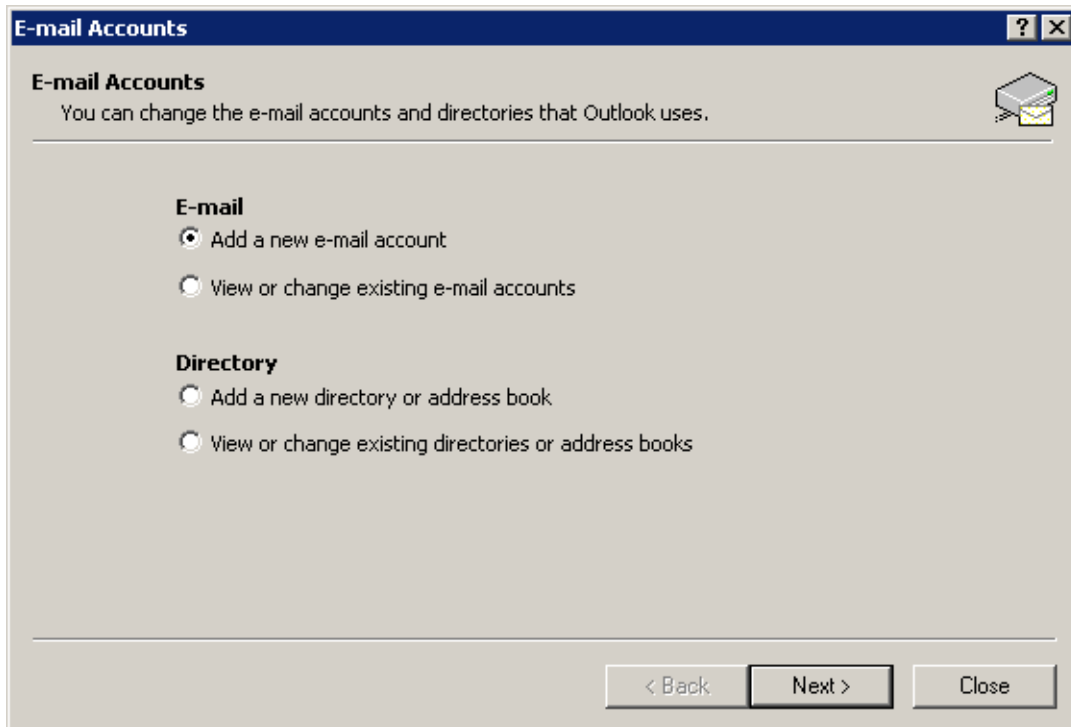 E-mail Accounts
E-mail Accounts
You can change the e-mail accounts and directories that Outlook uses.
E-mail
Add a new e-mail account
View or change existing e-mail accounts
Directory
Add a new directory or address book
View or change existing directories or address books
< Back Next > Close